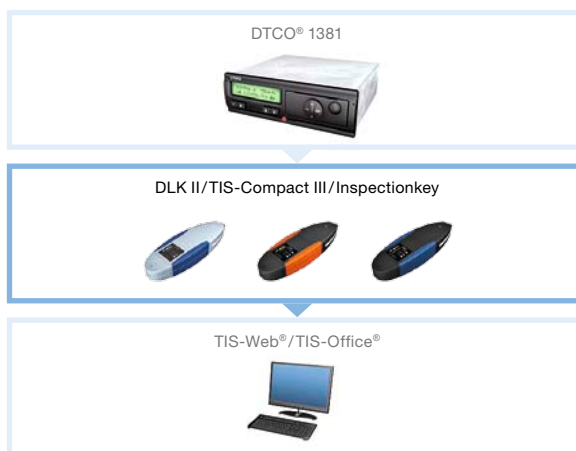 DTCO® 1381
DLK II/TIS-Compact III/Inspectionkey
TIS-Web®/TIS-Office®